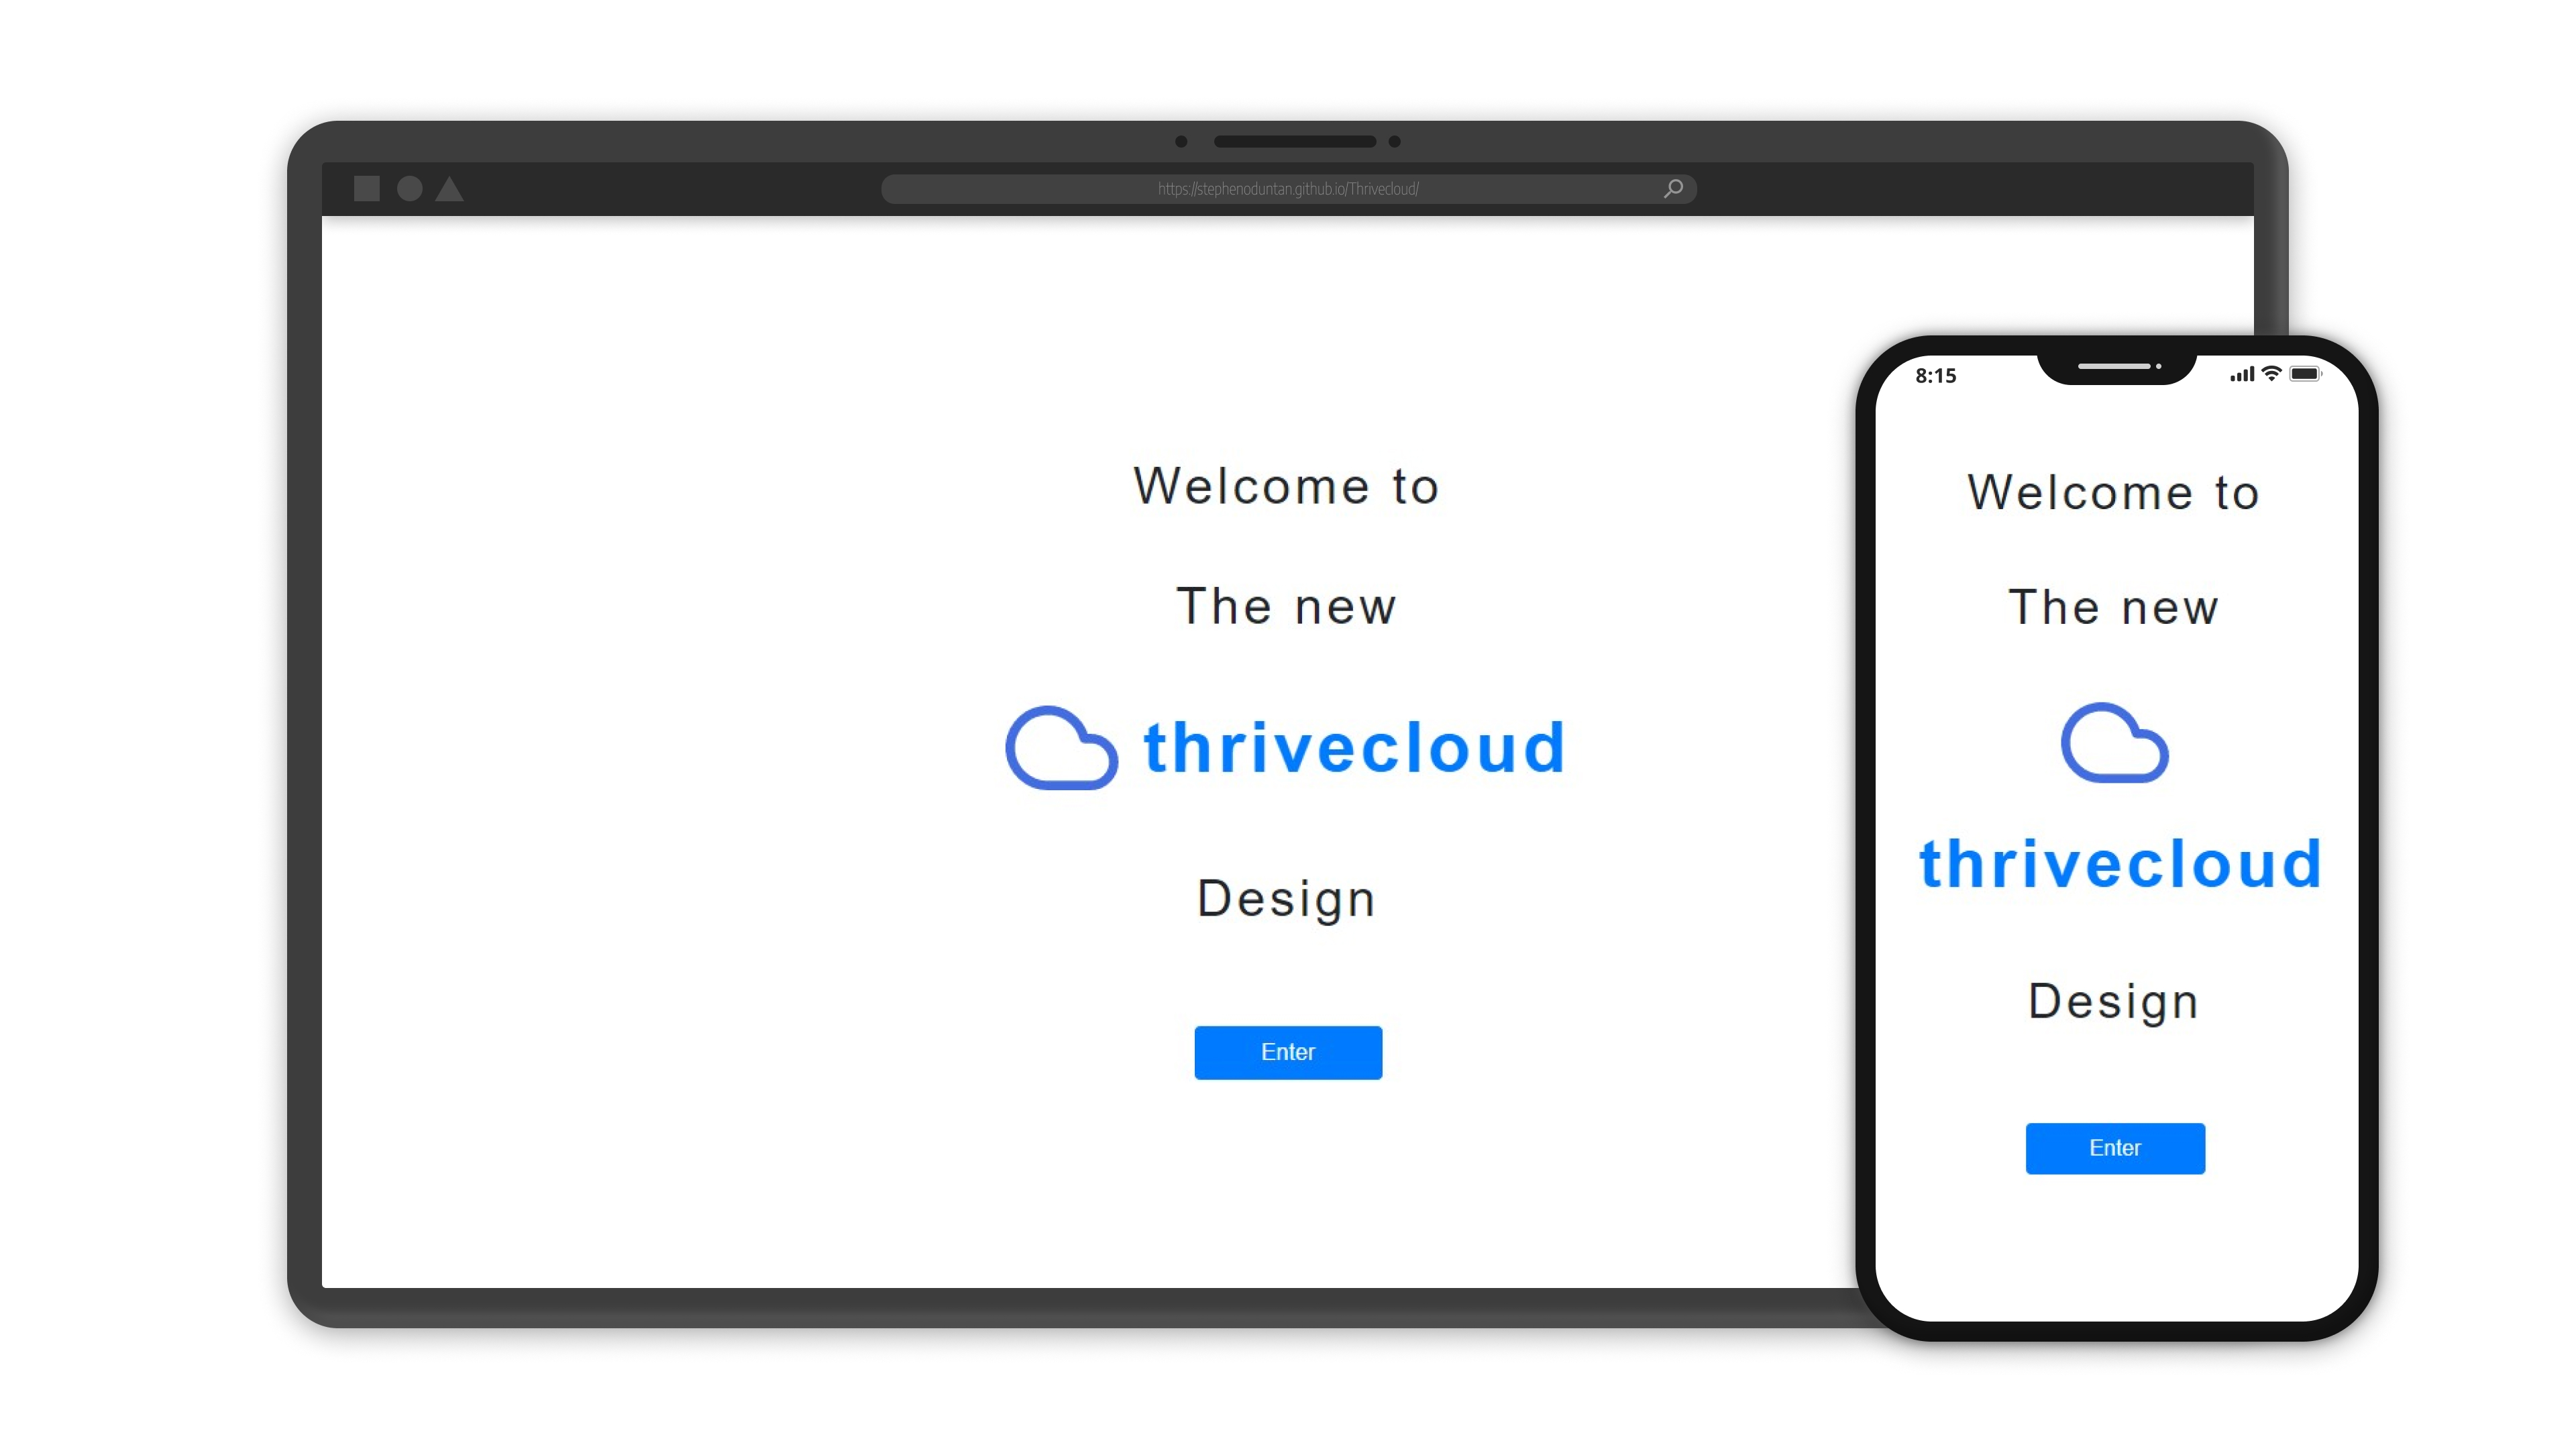 https://stephenoduntan.github.io/Thrivecloud/
Welcome to
The new
thrivecloud
Design
Enter
8:15
Welcome to
The new
thrivecloud
Design
Enter